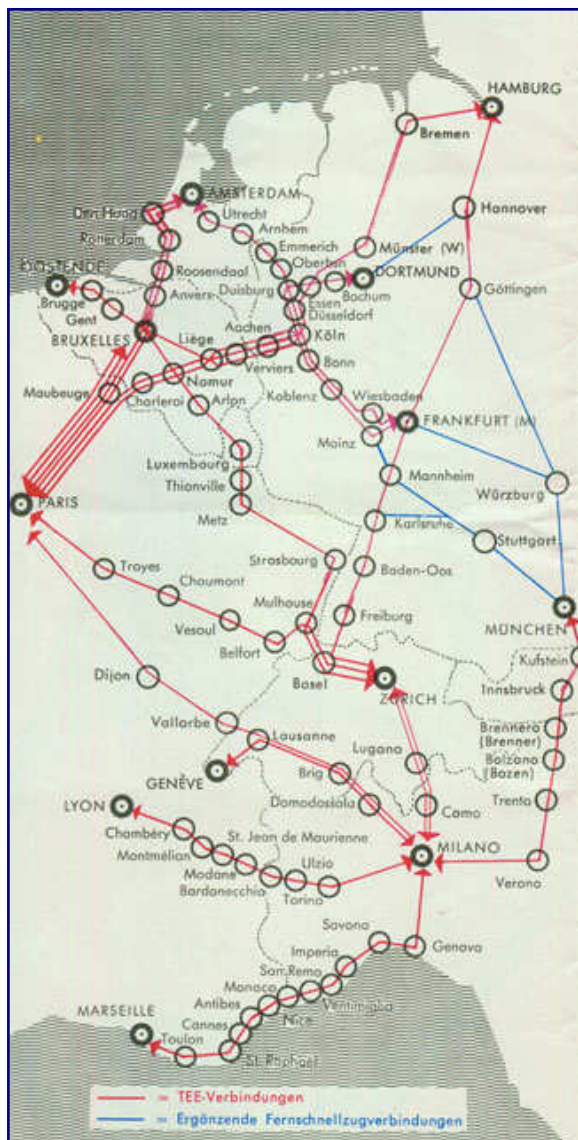 HAMBURG
Bremen
AMSTERDAM
Den Haag
Utrecht
Hannover
Arnhem
Rotterdam
Emmerich
Münster (W)
Oberhausen
OOSTENDE
Roosendaal
DORTMUND
Duisburg
Bochum
Göttingen
Brugge
Anvers
Essen
Gent
Düsseldorf
BRUXELLES
Aachen
Liège
Köln
Verviers
Bonn
Namur
Maubeuge
Charleroi
Koblenz
Wiesbaden
Arlon
FRANKFURT (M)
Mainz
Luxembourg
Mannheim
Thionville
Würzburg
PARIS
Metz
Karlsruhe
Stuttgart
Strasbourg
Troyes
Baden-Oos
Chaumont
Mulhouse
MÜNCHEN
Vesoul
Freiburg
Belfort
Kufstein
Basel
Dijon
ZÜRICH
Innsbruck
Vallorbe
Lausanne
Brennero
(Brenner)
Lugano
Bolzano
(Bozen)
GENÈVE
Brig
LYON
Domodossola
Como
Trento
Chambéry
St. Jean de Maurienne
MILANO
Montmélian
Modane
Ulzio
Verona
Bardonecchia
Torino
Savona
Genova
Imperia
San Remo
Monaco
MARSEILLE
Antibes
Ventimiglia
Cannes
Nice
Toulon
St. Raphael
= TEE-Verbindungen
= Ergänzende Fernschnellzugverbindungen